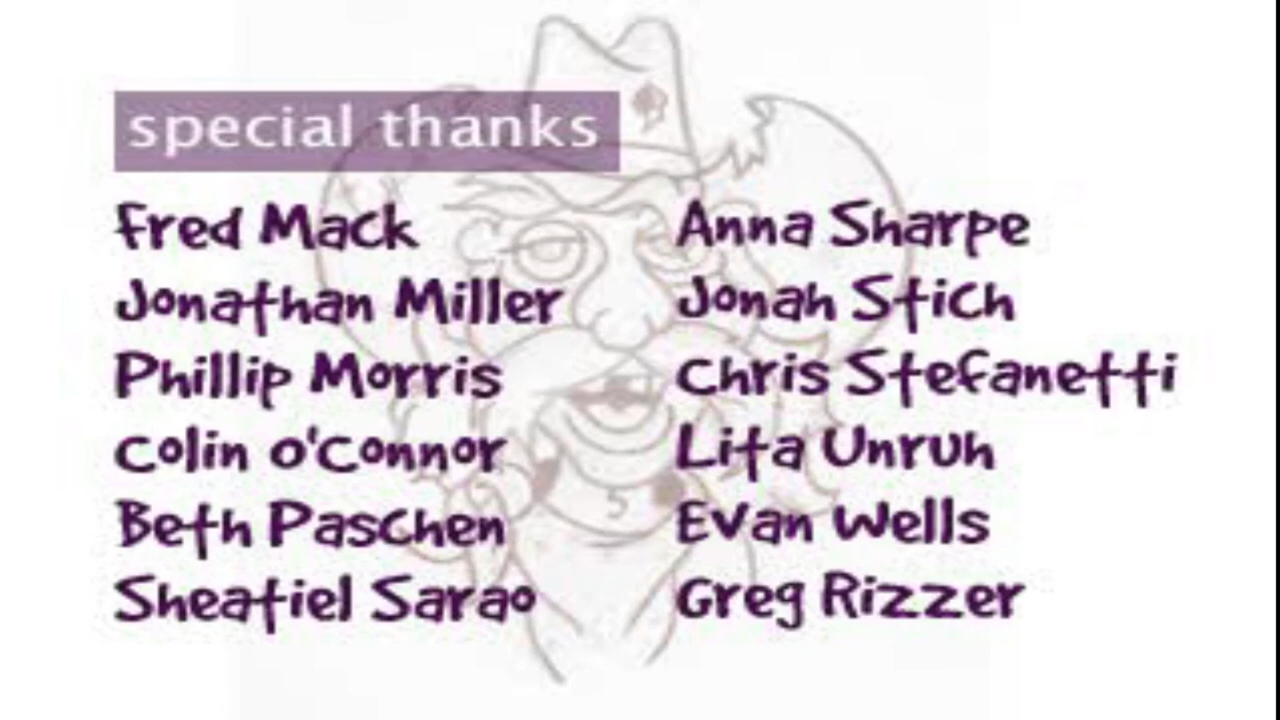 special thanks
Fred Mack
Jonathan Miller
Phillip Morris
Colin O'Connor
Beth Paschen
Sheatiel Sarao
Anna Sharpe
Jonah Stich
Chris Stefanetti
Lita Unruh
Evan Wells
Greg Rizzer